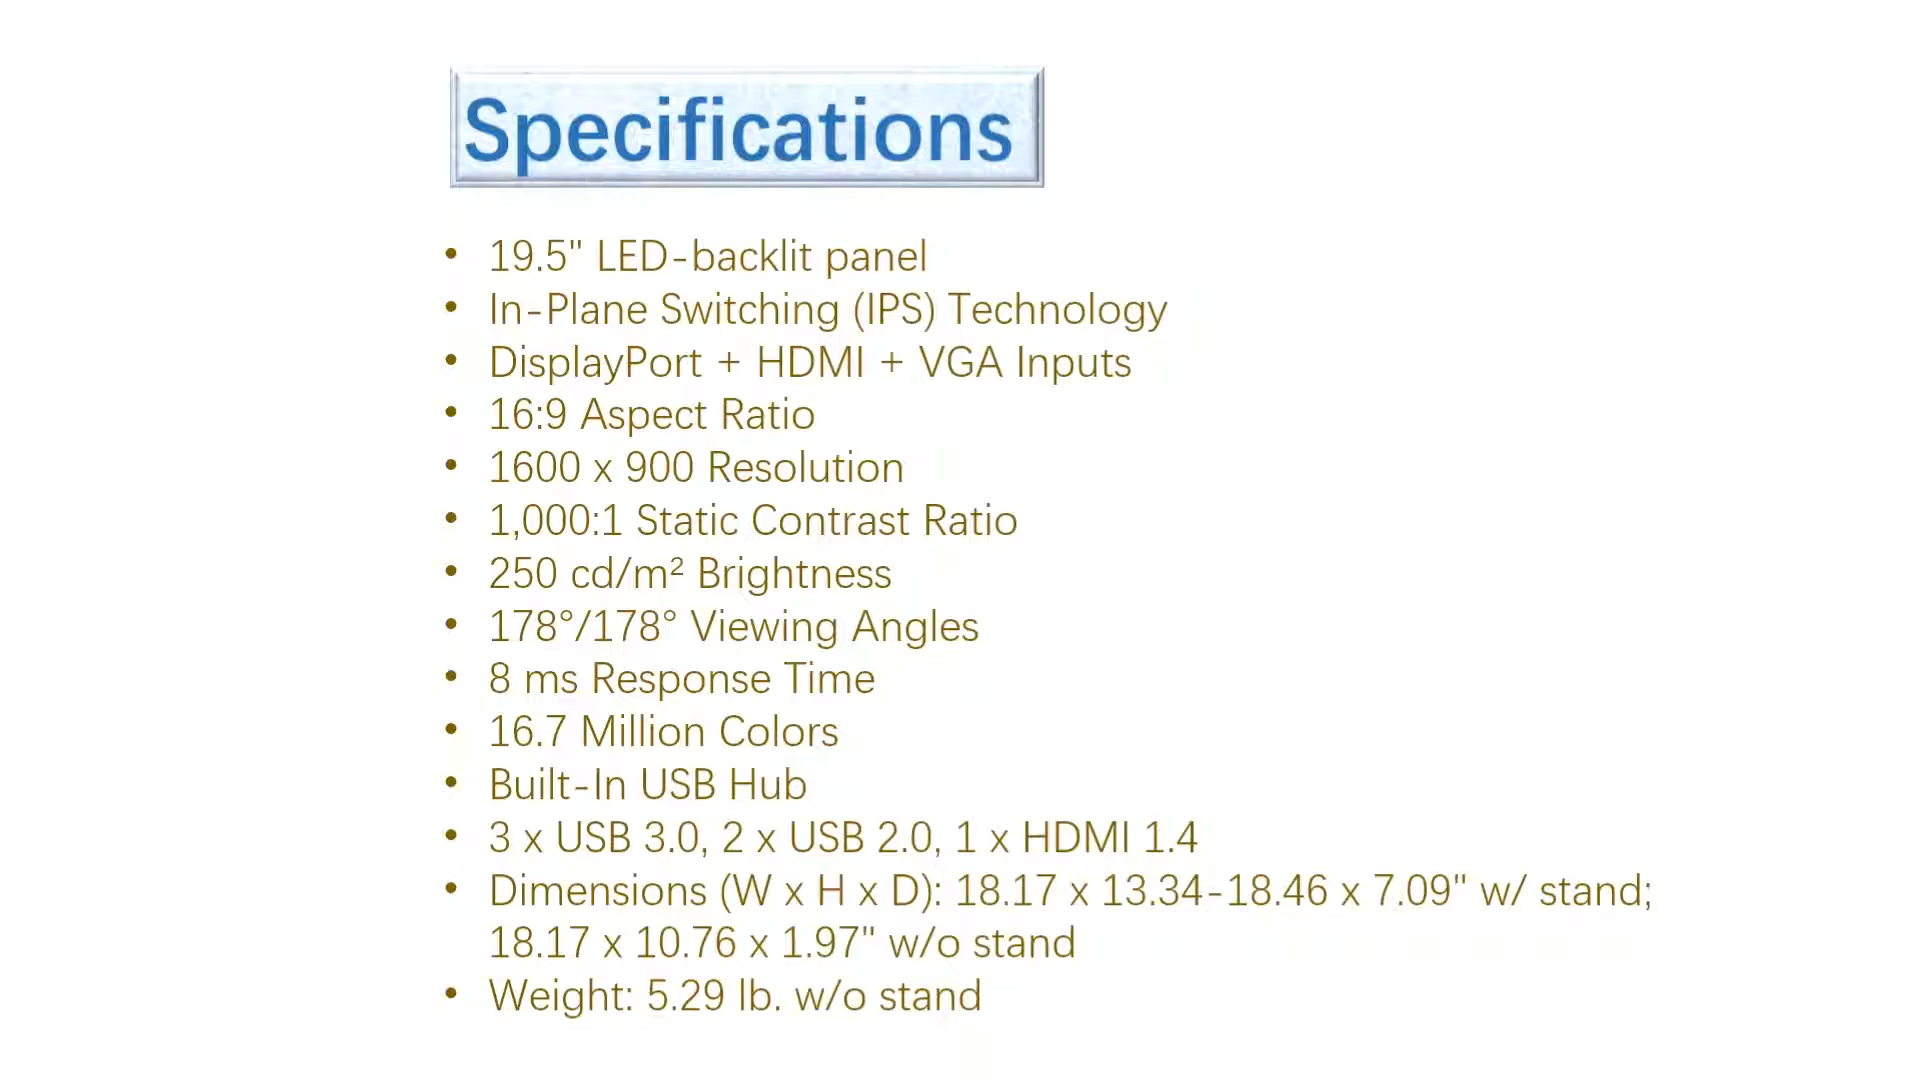 Specifications
• 19.5" LED-backlit panel
• In-Plane Switching (IPS) Technology
• DisplayPort + HDMI + VGA Inputs
• 16:9 Aspect Ratio
• 1600 x 900 Resolution
• 1,000:1 Static Contrast Ratio
• 250 cd/m² Brightness
• 178°/178° Viewing Angles
• 8 ms Response Time
• 16.7 Million Colors
• Built-In USB Hub
• 3 x USB 3.0, 2 x USB 2.0, 1 x HDMI 1.4
• Dimensions (W x H x D): 18.17 x 13.34-18.46 x 7.09" w/ stand;
18.17 x 10.76 x 1.97" w/o stand
• Weight: 5.29 lb. w/o stand